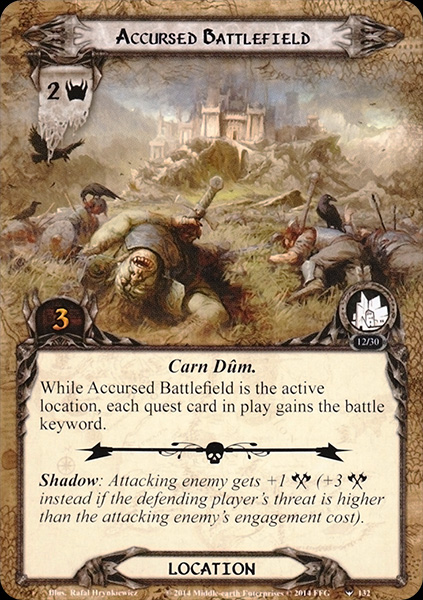 ACCURSED BATTLEFIELD
2
3
12/30
Carn Dûm.
While Accursed Battlefield is the active
location, each quest card in play gains the battle
keyword.
Shadow: Attacking enemy gets +1 (+3
instead if the defending player's threat is higher
than the attacking enemy's engagement cost).
LOCATION
Illus. Rafał Hrynkiewicz © 2014 Middle-earth Enterprises © 2014 FFG 132